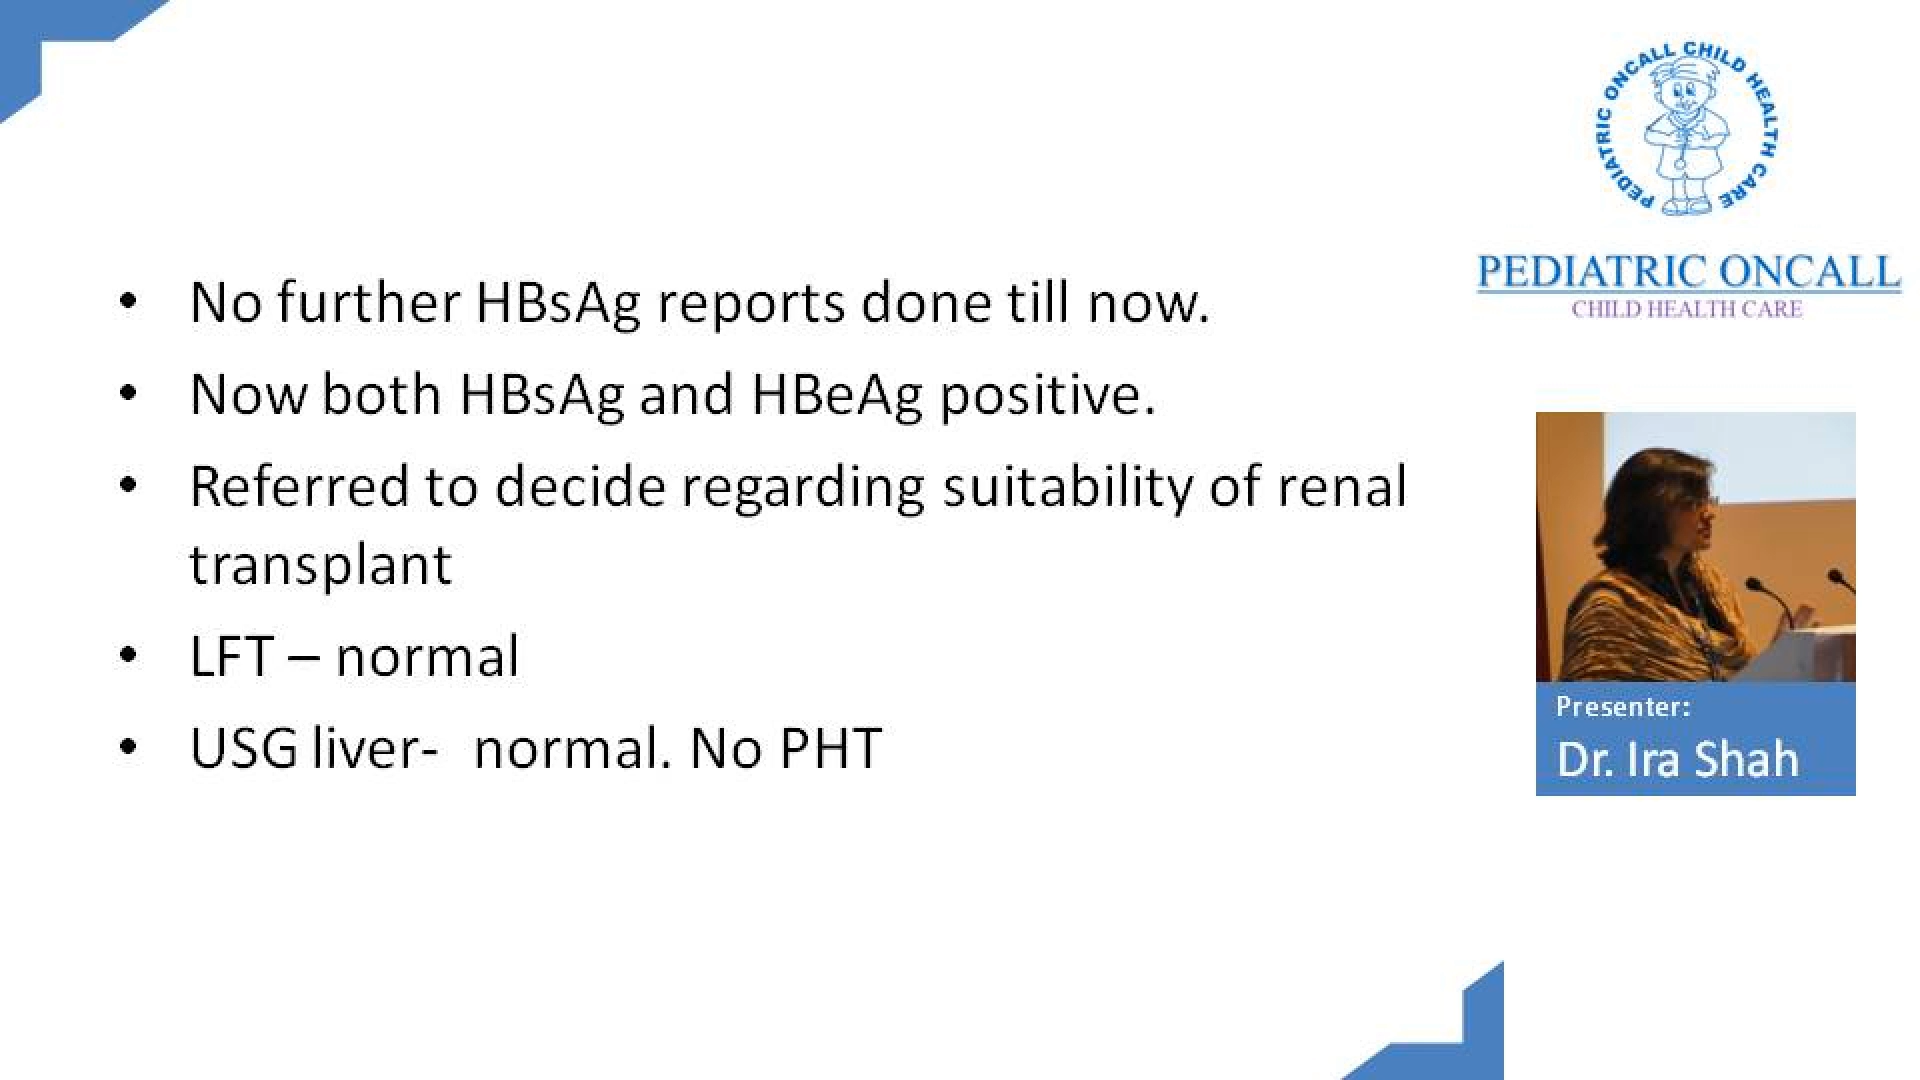 PEDIATRIC ONCALL CHILD HEALTH CARE
PEDIATRIC ONCALL
CHILD HEALTH CARE
• No further HBsAg reports done till now.
• Now both HBsAg and HBeAg positive.
• Referred to decide regarding suitability of renal
transplant
• LFT – normal
• USG liver-  normal. No PHT
Presenter:
Dr. Ira Shah